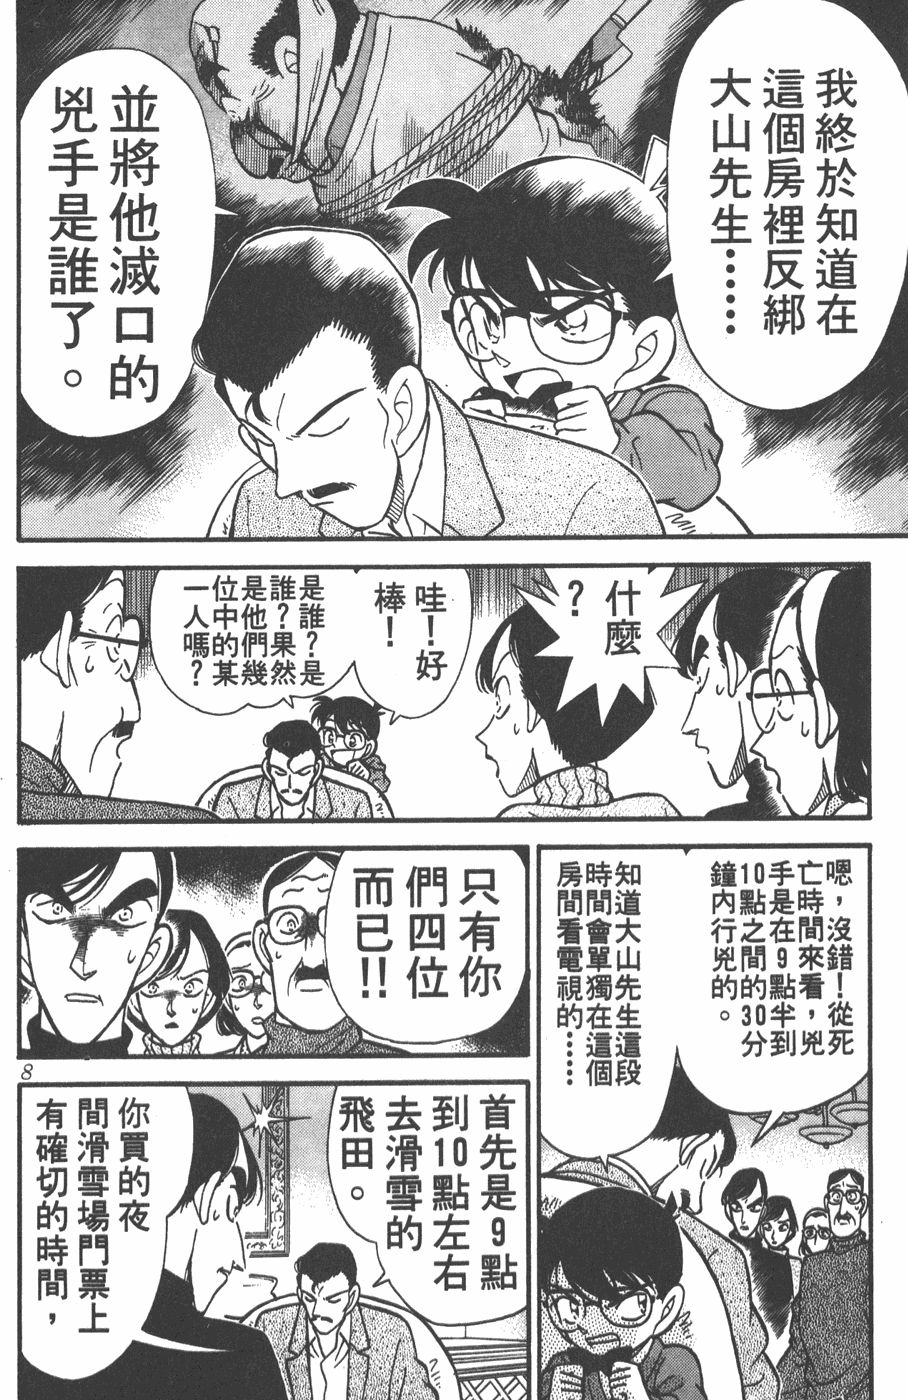 我終於知道在
這個房裡反綁
大山先生……
並將他滅口的
兇手是誰了。
什麼
？
哇！好
棒！
是誰？果然是
誰？們幾
是他的某
位中嗎？
一人
只有你
們四位
而已!!
嗯，沒錯！從死
亡時間來看，兇
手是在9點半到
10點之間的30分
鐘內行兇的。
知道大山先生這段
時間會單獨在這個
房間看電視的……
首先是9點
到10點左右
去滑雪的
飛田。
你買的夜
間滑雪場門票上
有確切的時間，
8